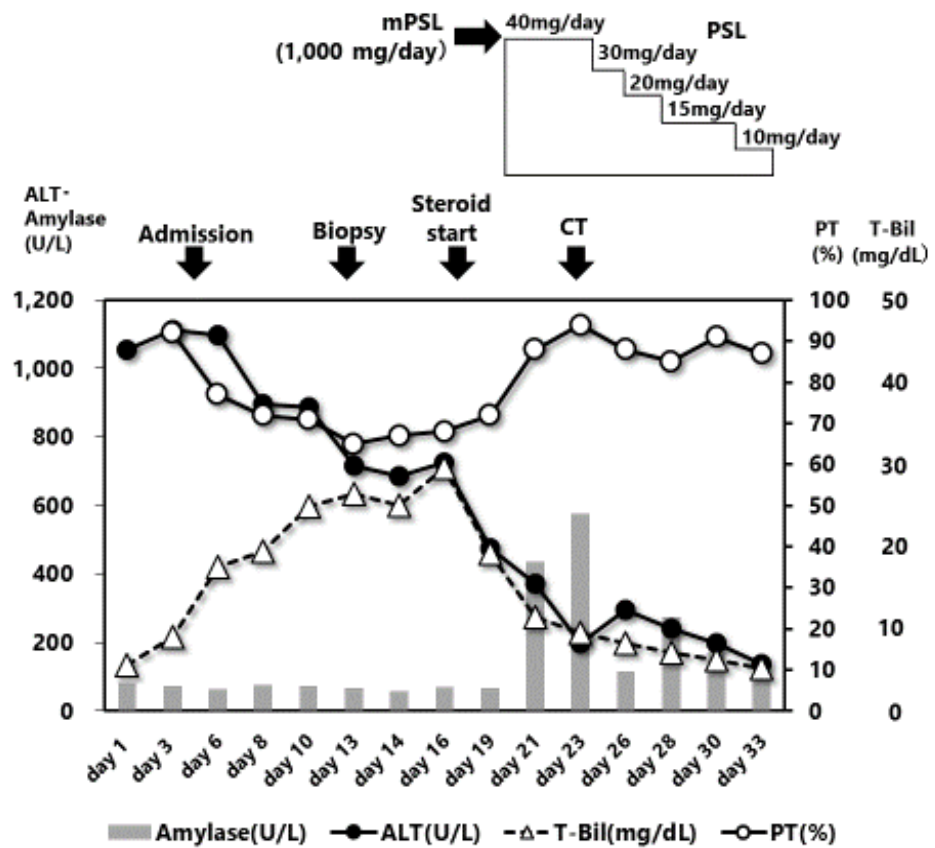 mPSL
(1,000 mg/day)
40mg/day
PSL
30mg/day
20mg/day
15mg/day
10mg/day
ALT・
Amylase
(U/L)
Admission
Biopsy
Steroid
start
CT
PT
(%)
T-Bil
(mg/dL)
1,200
1,000
800
600
400
200
0
100
90
80
70
60
50
40
30
20
10
0
50
40
30
20
10
0
day 1
day 3
day 6
day 8
day 10
day 13
day 14
day 16
day 19
day 21
day 23
day 26
day 28
day 30
day 33
Amylase(U/L)
ALT(U/L)
T-Bil(mg/dL)
PT(%)